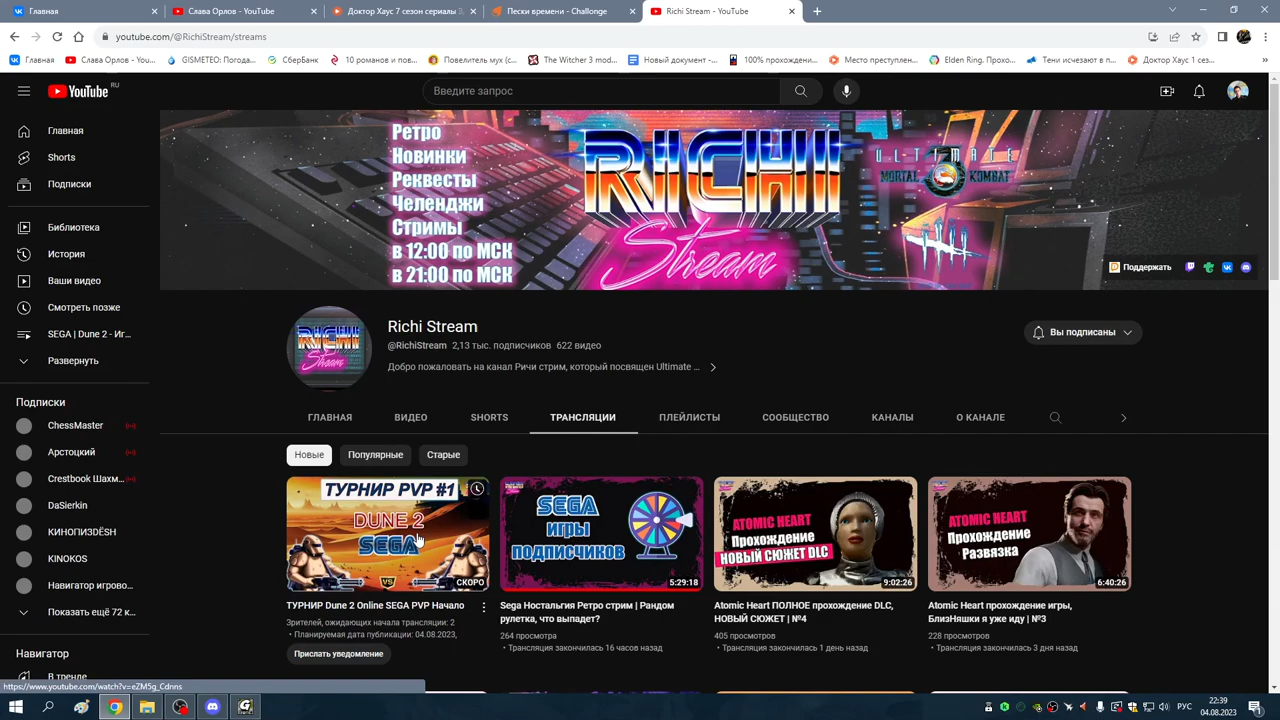 Главная
Слава Орлов - YouTube
Доктор Хаус 7 сезон сериалы 3.
Пески времени - Challonge
Richi Stream - YouTube
youtube.com/@RichiStream/streams
Главная
Слава Орлов - You...
GISMETEO: Погода...
СберБанк
10 романов и пов...
Повелитель мух (с...
The Witcher 3 mod...
Новый документ -...
100% прохождени...
Место преступлен...
Elden Ring. Прохо...
Тени исчезают в п...
Доктор Хаус 1 сез...
YouTube RU
Введите запрос
Главная
Shorts
Подписки
Библиотека
История
Ваши видео
Смотреть позже
SEGA | Dune 2 - Иг...
Развернуть
Подписки
ChessMaster
Арстоцкий
Crestbook Шахм...
DaSierkin
КИНОПИЗДЁSH
KINOKOS
Навигатор игрово...
Показать ещё 72 к...
Навигатор
В тренде
Ретро
Новинки
Реквесты
Челенджи
Стримы
в 12:00 по МСК
в 21:00 по МСК
RICHI
Stream
ULTIMATE
MORTAL KOMBAT
Поддержать
RICHI
Stream
Richi Stream
@RichiStream 2,13 тыс. подписчиков 622 видео
Добро пожаловать на канал Ричи стрим, который посвящен Ultimate ...
Вы подписаны
ГЛАВНАЯ
ВИДЕО
SHORTS
ТРАНСЛЯЦИИ
ПЛЕЙЛИСТЫ
СООБЩЕСТВО
КАНАЛЫ
О КАНАЛЕ
Новые
Популярные
Старые
ТУРНИР PVP #1
DUNE 2
SEGA
VS
СКОРО
ТУРНИР Dune 2 Online SEGA PVP Начало
Зрителей, ожидающих начала трансляции: 2
• Планируемая дата публикации: 04.08.2023,
Прислать уведомление
SEGA
игры
подписчиков
5:29:18
Sega Ностальгия Ретро стрим | Рандом
рулетка, что выпадет?
264 просмотра
• Трансляция закончилась 16 часов назад
ATOMIC HEART
Прохождение
НОВЫЙ СЮЖЕТ DLC
9:02:26
Atomic Heart ПОЛНОЕ прохождение DLC,
НОВЫЙ СЮЖЕТ | №4
405 просмотров
• Трансляция закончилась 1 день назад
ATOMIC HEART
Прохождение
Развязка
6:40:26
Atomic Heart прохождение игры,
БлизНяшки я уже иду | №3
228 просмотров
• Трансляция закончилась 3 дня назад
https://www.youtube.com/watch?v=eZM5g_Cdnns
РУС
22:39
04.08.2023